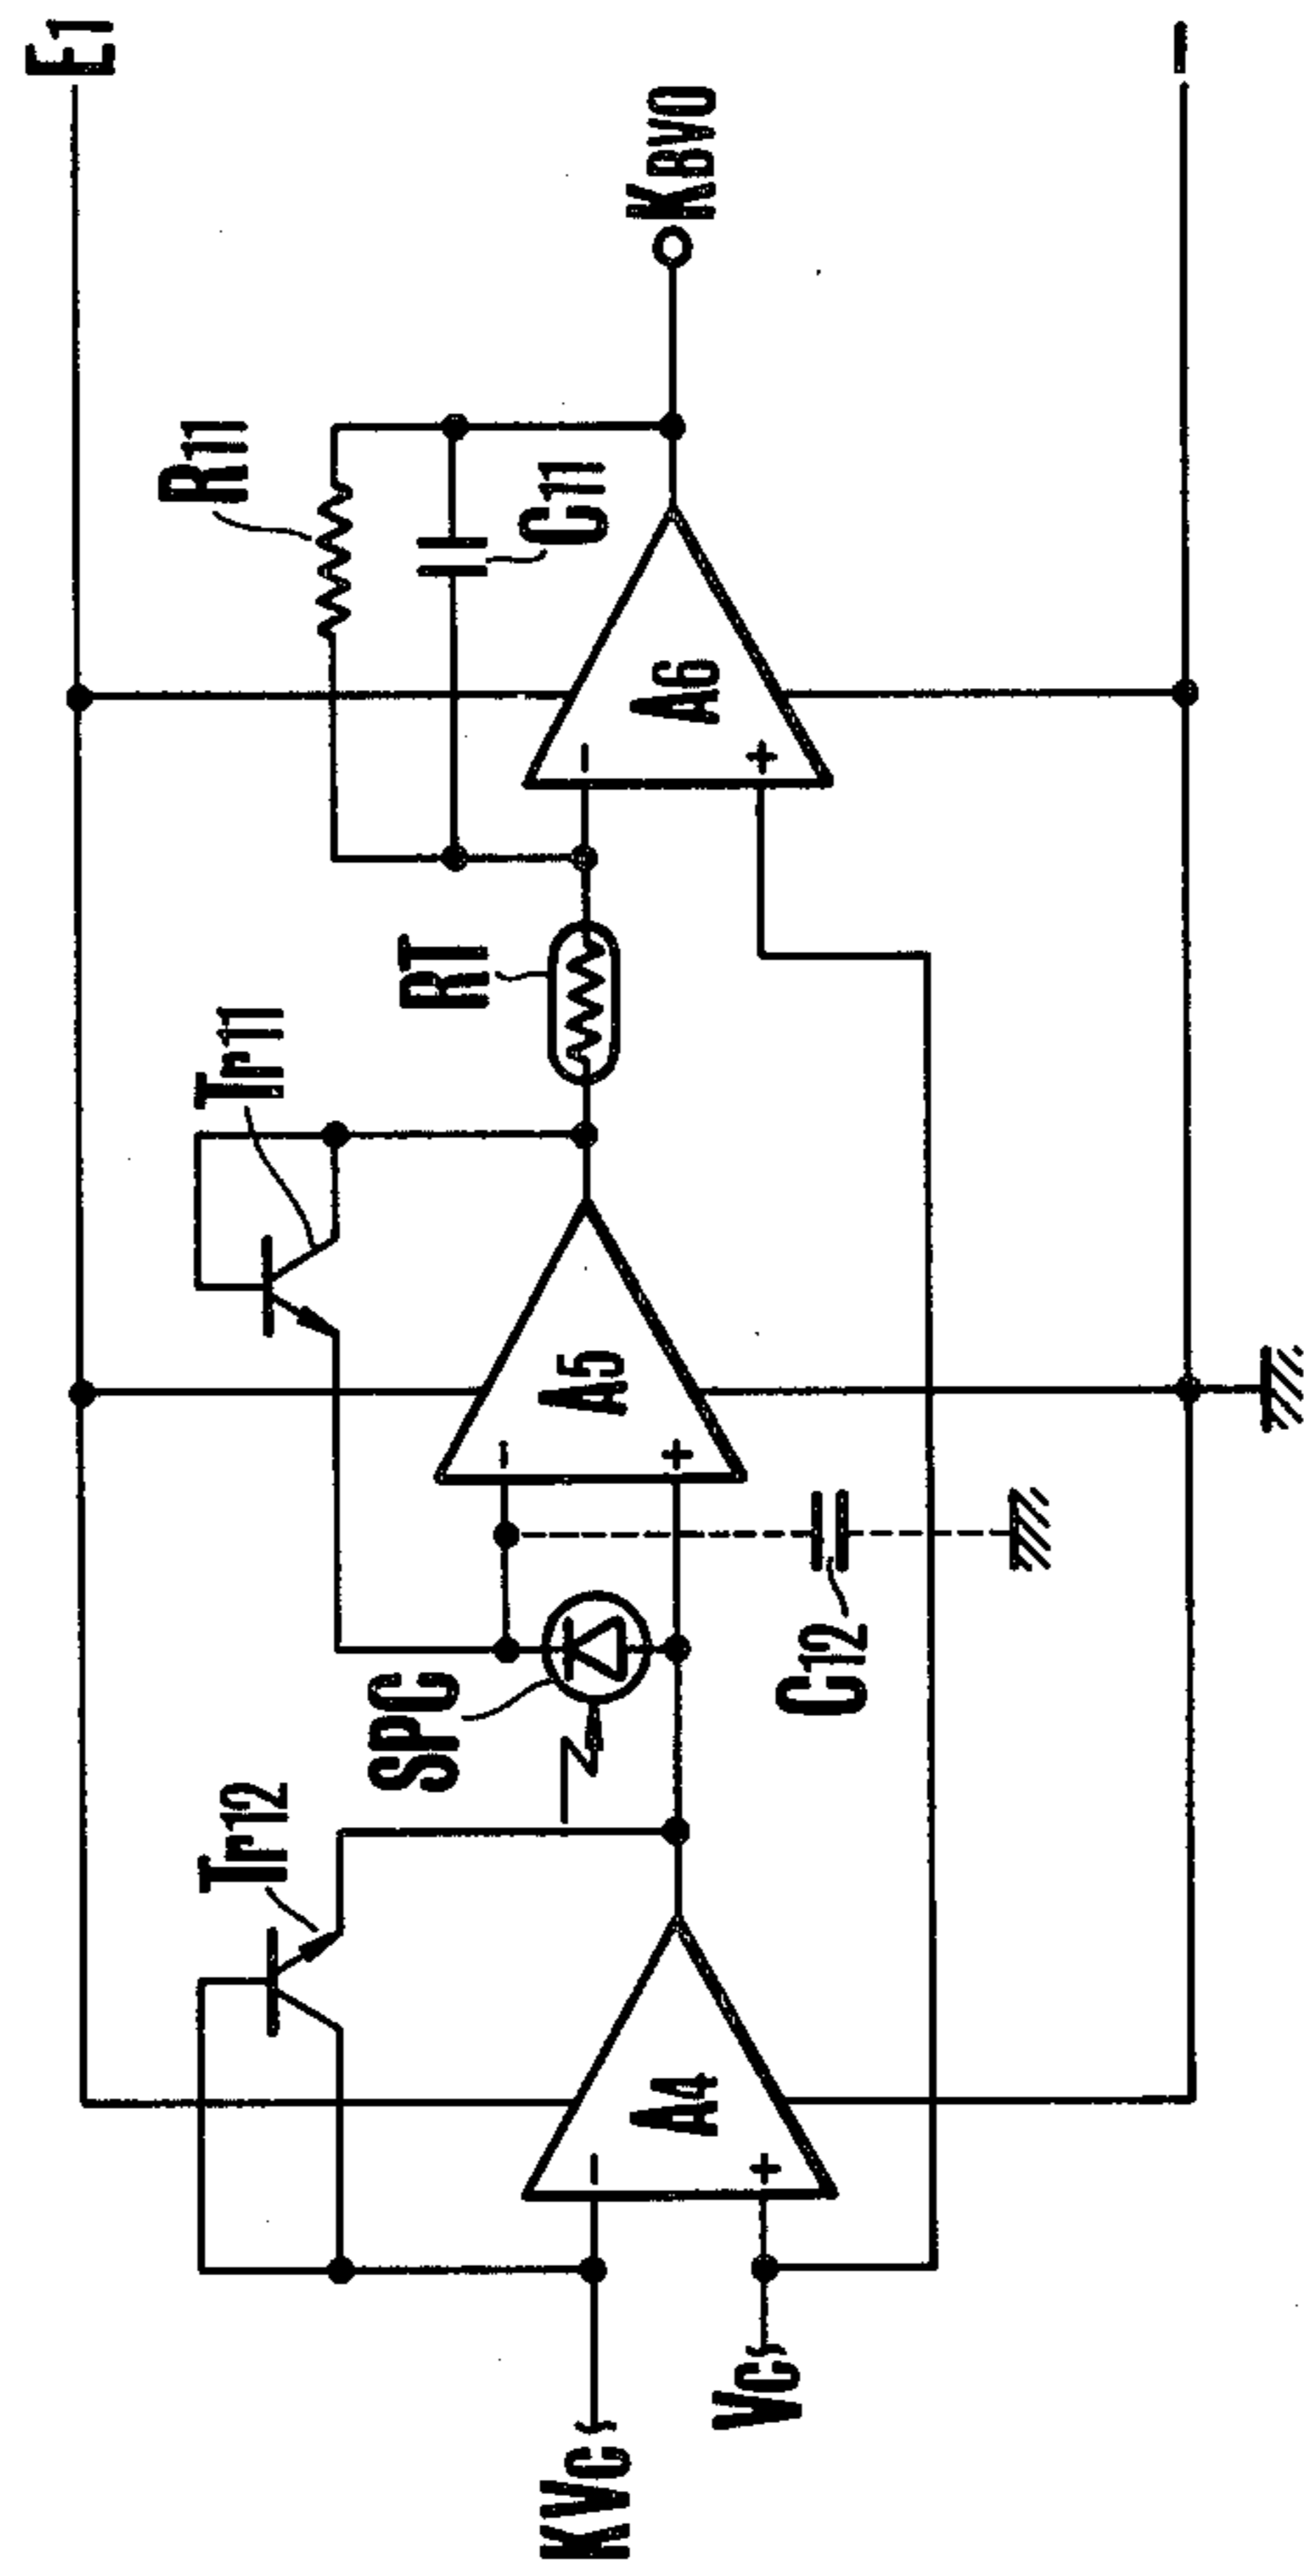 E1
R11
C11
KBVO
Tr11
RT
A6
−
+
Tr12
SPC
A5
−
+
C12
A4
−
+
KVC
VC
−